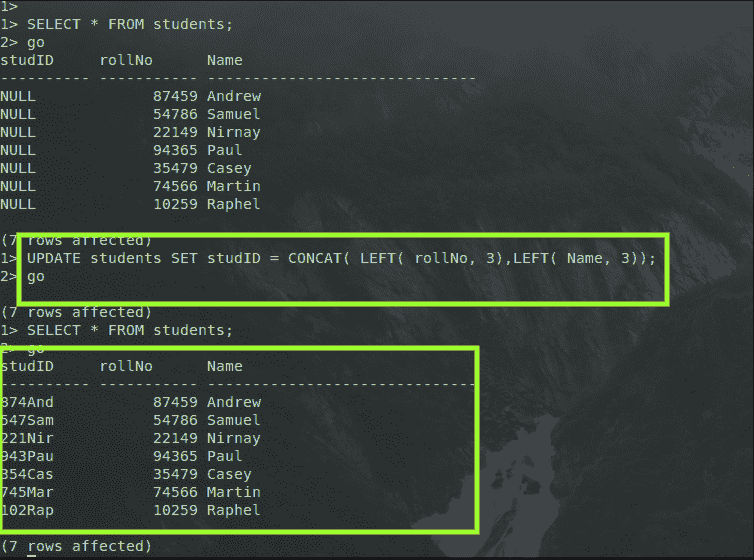 1>
1> SELECT * FROM students;
2> go
studID     rollNo      Name
---------- ----------- ------------------------------
NULL             87459 Andrew
NULL             54786 Samuel
NULL             22149 Nirnay
NULL             94365 Paul
NULL             35479 Casey
NULL             74566 Martin
NULL             10259 Raphel
(7 rows affected)
1> UPDATE students SET studID = CONCAT( LEFT( rollNo, 3),LEFT( Name, 3));
2> go
(7 rows affected)
1> SELECT * FROM students;
2> go
studID     rollNo      Name
---------- ----------- ------------------------------
874And           87459 Andrew
547Sam           54786 Samuel
221Nir           22149 Nirnay
943Pau           94365 Paul
354Cas           35479 Casey
745Mar           74566 Martin
102Rap           10259 Raphel
(7 rows affected)